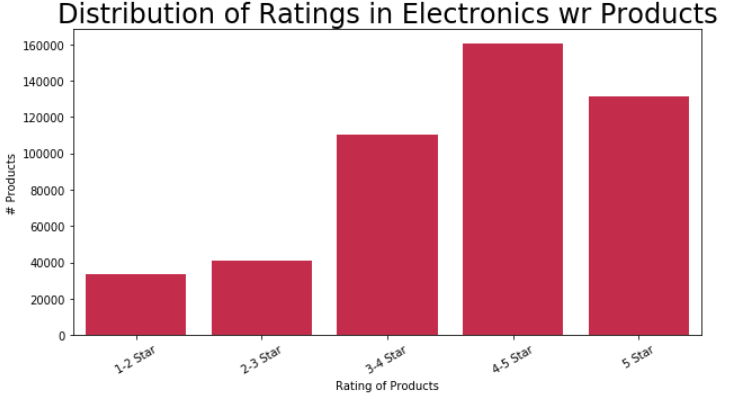 Distribution of Ratings in Electronics wr Products
160000
140000
120000
100000
80000
60000
40000
20000
0
# Products
1-2 Star
2-3 Star
3-4 Star
4-5 Star
5 Star
Rating of Products